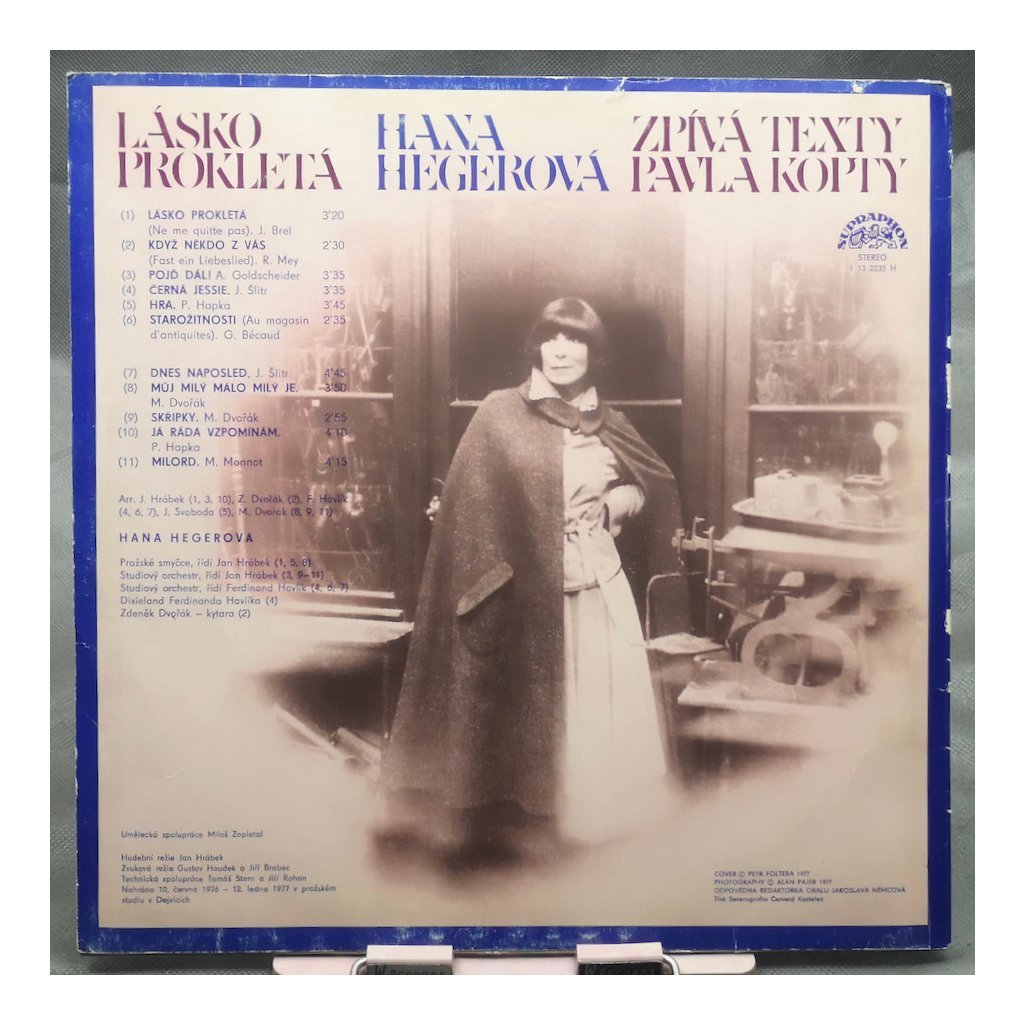 LÁSKO
PROKLETÁ
HANA
HEGEROVÁ
ZPÍVÁ TEXTY
PAVLA KOPTY
(1) LÁSKO PROKLETÁ 3'20
(Ne me quitte pas). J. Brel
(2) KDYŽ NĚKDO Z VÁS 2'30
(Fast ein Liebeslied). R. Mey
(3) POJĎ DÁL! A. Goldscheider 3'35
(4) ČERNÁ JESSIE. J. Šlitr 3'35
(5) HRA. P. Hapka 3'45
(6) STAROŽITNOSTI (Au magasin 2'35
d'antiquites). G. Bécaud
(7) DNES NAPOSLED. J. Šlitr 4'45
(8) MŮJ MILÝ MÁLO MILÝ JE. 3'50
M. Dvořák
(9) SKŘIPKY. M. Dvořák 2'55
(10) JÁ RÁDA VZPOMÍNÁM. 4'10
P. Hapka
(11) MILORD. M. Monnot 4'15
Arr. J. Hrábek (1, 3, 10), Z. Dvořák (2), F. Havlík
(4, 6, 7), J. Svoboda (5), M. Dvořák (8, 9, 11)
HANA HEGEROVÁ
Pražské smyčce, řídí Jan Hrábek (1, 5, 8)
Studiový orchestr, řídí Jan Hrábek (3, 9–11)
Studiový orchestr, řídí Ferdinand Havlík (4, 6, 7)
Dixieland Ferdinanda Havlíka (4)
Zdeněk Dvořák – kytara (2)
SUPRAPHON
STEREO
1 13 2235 H
Umělecká spolupráce Miloš Zapletal
Hudební režie Jan Hrábek
Zvuková režie Gustav Houdek a Jiří Brabec
Technická spolupráce Tomáš Stern a Jiří Rohan
Nahráno 10. června 1976 – 12. ledna 1977 v pražském
studiu v Dejvicích
COVER © PETR FOLTERA 1977
PHOTOGRAPHY © ALAN PAJER 1977
ODPOVĚDNÁ REDAKTORKA OBALU JAROSLAVA NĚMCOVÁ
Tisk Severografia Červený Kostelec